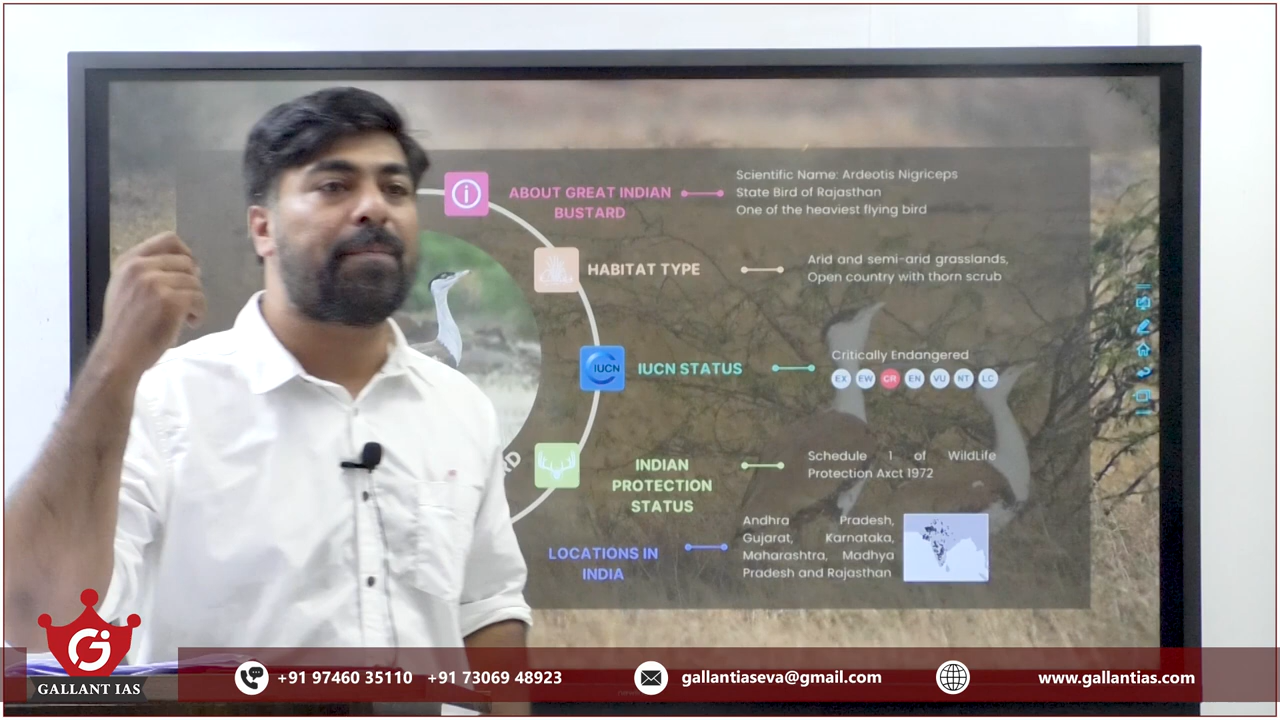 ABOUT GREAT INDIAN
BUSTARD
Scientific Name: Ardeotis Nigriceps
State Bird of Rajasthan
One of the heaviest flying bird
HABITAT TYPE
Arid and semi-arid grasslands,
Open country with thorn scrub
IUCN
IUCN STATUS
Critically Endangered
EX EW CR EN VU NT LC
INDIAN
PROTECTION
STATUS
Schedule 1 of WildLife
Protection Axct 1972
LOCATIONS IN
INDIA
Andhra Pradesh,
Gujarat, Karnataka,
Maharashtra, Madhya
Pradesh and Rajasthan
GALLANT IAS
+91 97460 35110 +91 73069 48923
gallantiaseva@gmail.com
www.gallantias.com